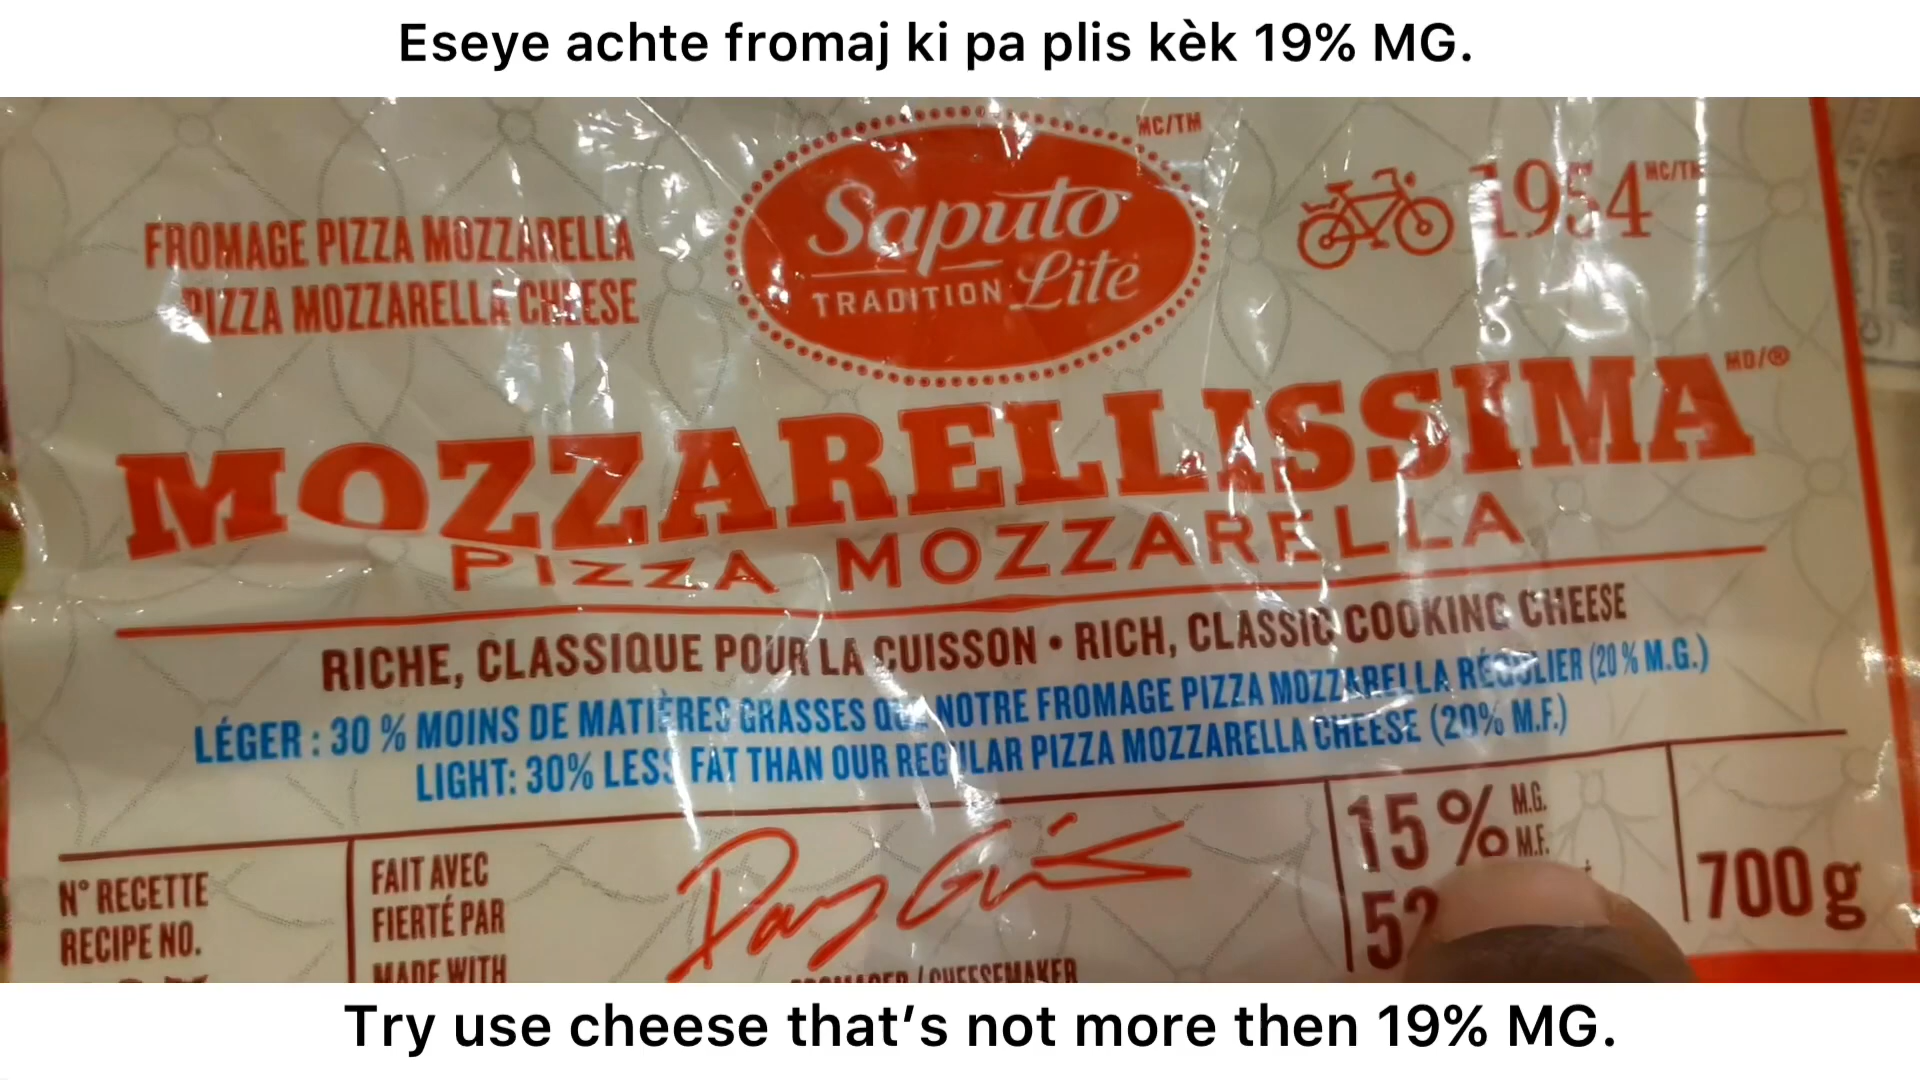 Eseye achte fromaj ki pa plis kèk 19% MG.
MC/TM
Saputo
TRADITION Lite
1954 MC/TM
FROMAGE PIZZA MOZZARELLA
PIZZA MOZZARELLA CHEESE
MOZZARELLISSIMA MD/®
PIZZA MOZZARELLA
RICHE, CLASSIQUE POUR LA CUISSON • RICH, CLASSIC COOKING CHEESE
LÉGER : 30 % MOINS DE MATIÈRES GRASSES QUE NOTRE FROMAGE PIZZA MOZZARELLA RÉGULIER (20 % M.G.)
LIGHT: 30% LESS FAT THAN OUR REGULAR PIZZA MOZZARELLA CHEESE (20% M.F.)
N° RECETTE
RECIPE NO.
FAIT AVEC
FIERTÉ PAR
MADE WITH
FROMAGER / CHEESEMAKER
15 % M.G.
M.F.
700 g
Try use cheese that’s not more then 19% MG.